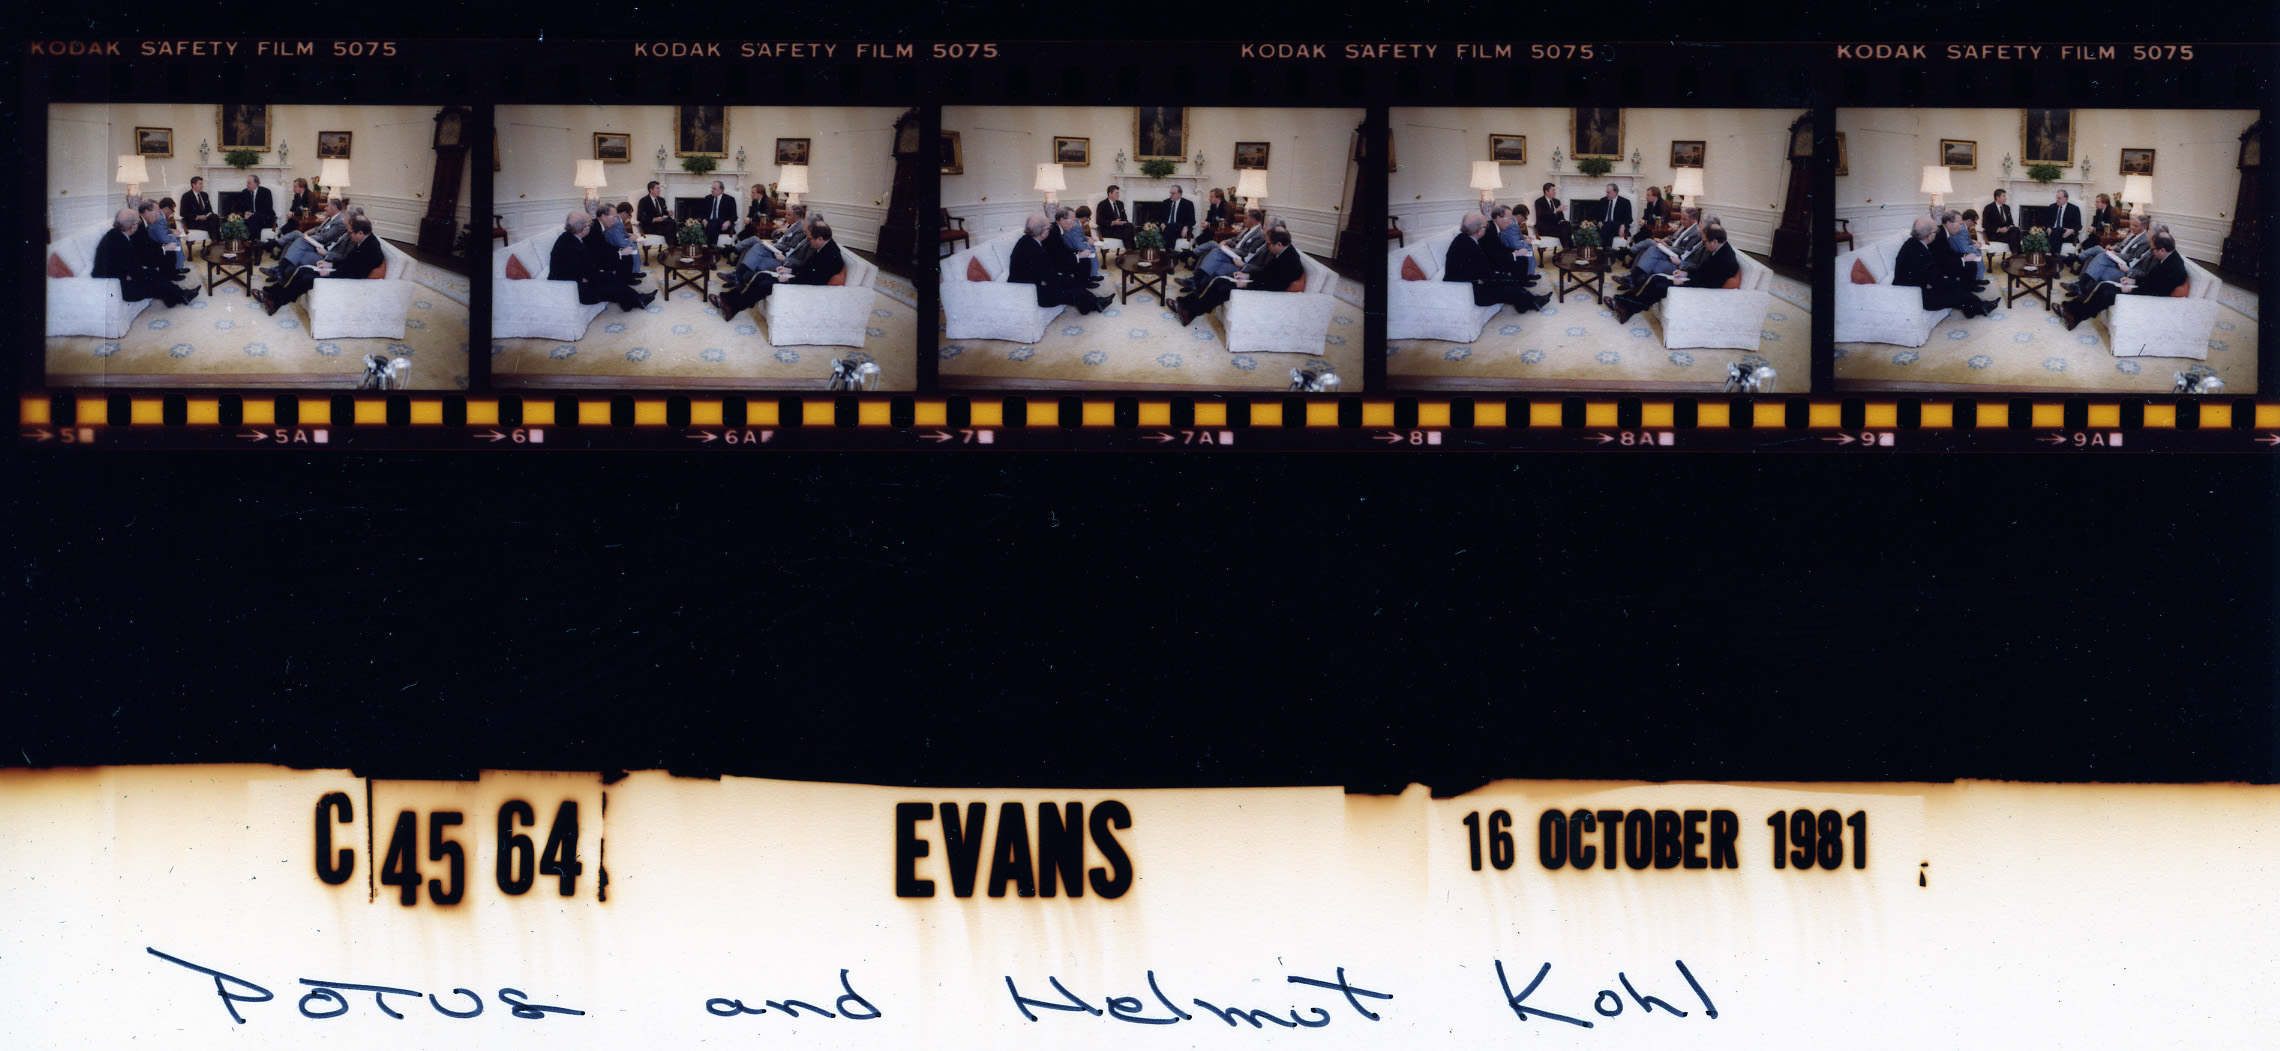 KODAK SAFETY FILM 5075 KODAK SAFETY FILM 5075 KODAK SAFETY FILM 5075 KODAK SAFETY FILM 5075
→5 →5A →6 →6A →7 →7A →8 →8A →9 →9A →
C 45 64 EVANS 16 OCTOBER 1981
POTUS and Helmut Kohl